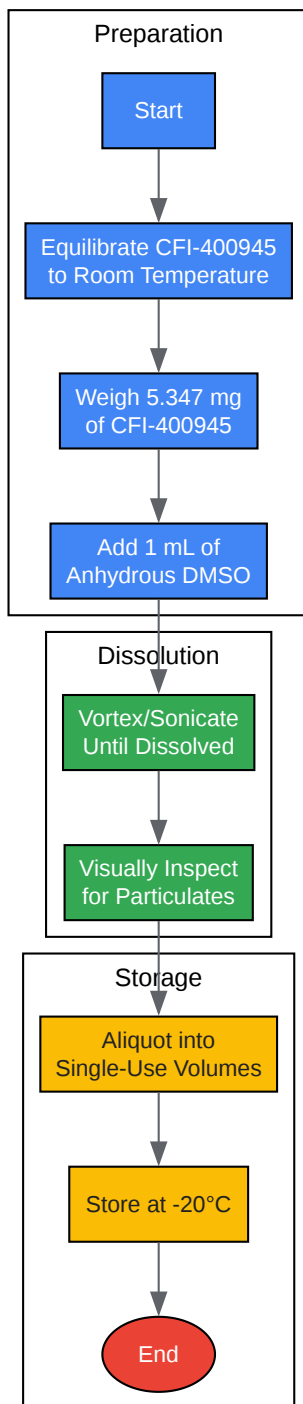 Preparation
Start
Equilibrate CFI-400945
to Room Temperature
Weigh 5.347 mg
of CFI-400945
Add 1 mL of
Anhydrous DMSO
Dissolution
Vortex/Sonicate
Until Dissolved
Visually Inspect
for Particulates
Storage
Aliquot into
Single-Use Volumes
Store at -20°C
End